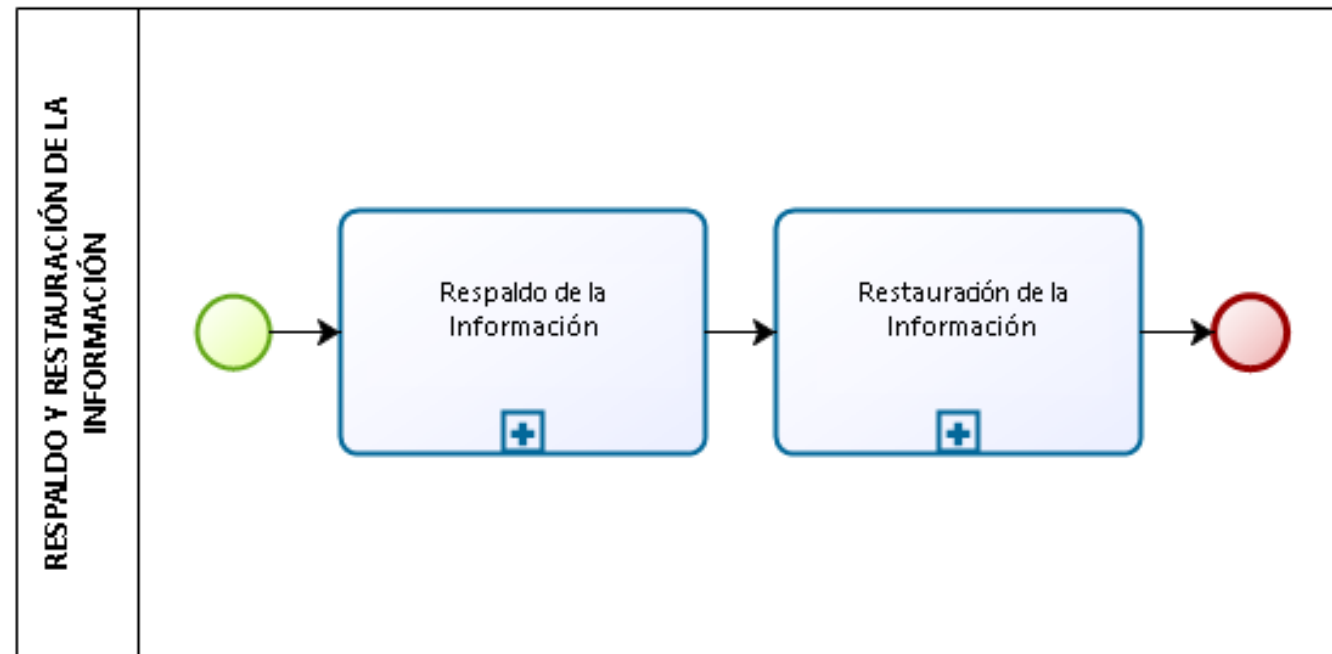 RESPALDO Y RESTAURACIÓN DE LA
INFORMACIÓN
Respaldo de la
Información
Restauración de la
Información